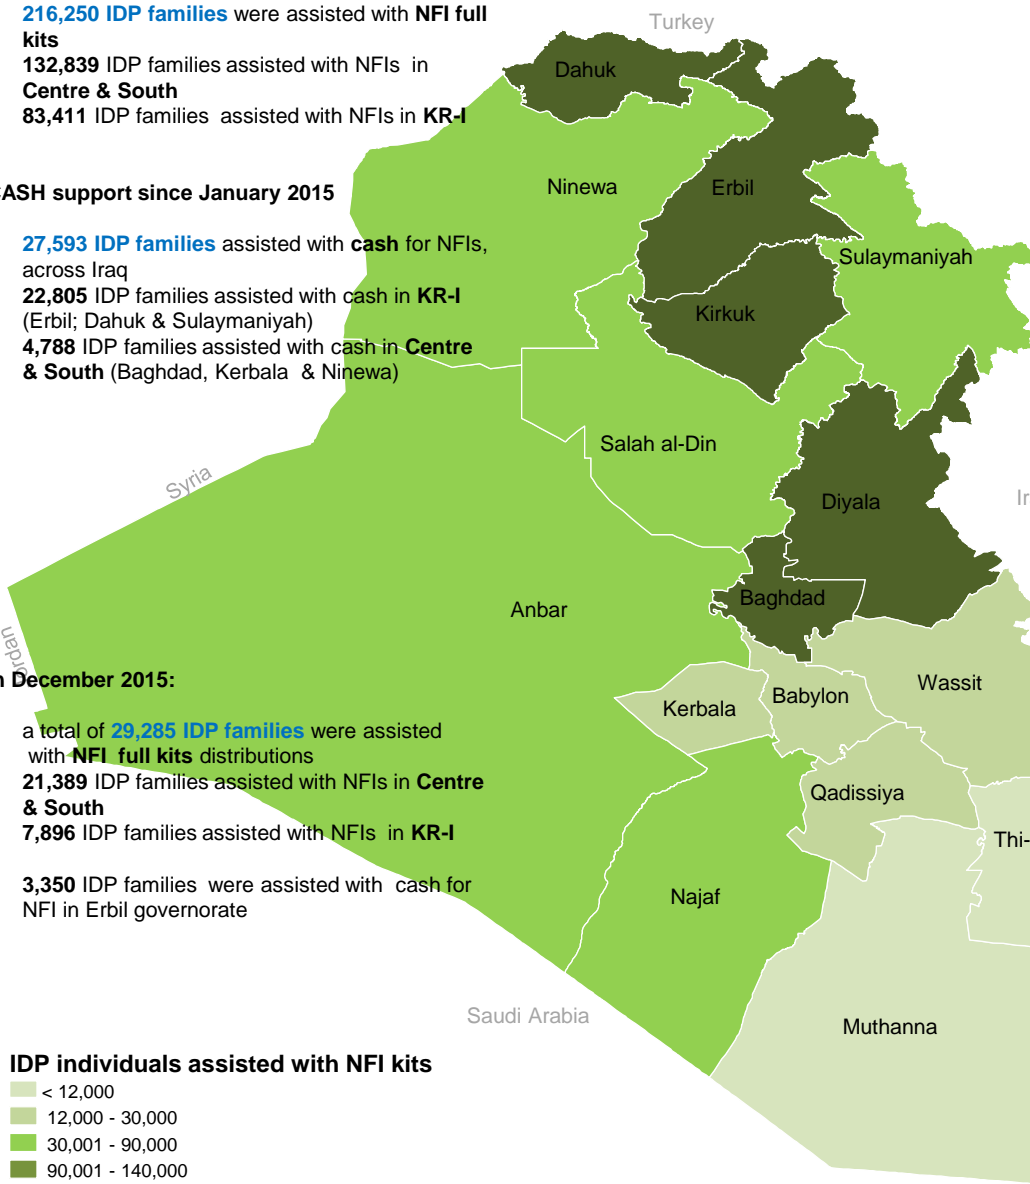 216,250 IDP families were assisted with NFI full
kits
132,839 IDP families assisted with NFIs in
Centre & South
83,411 IDP families assisted with NFIs in KR-I
CASH support since January 2015
27,593 IDP families assisted with cash for NFIs,
across Iraq
22,805 IDP families assisted with cash in KR-I
(Erbil; Dahuk & Sulaymaniyah)
4,788 IDP families assisted with cash in Centre
& South (Baghdad, Kerbala & Ninewa)
December 2015:
a total of 29,285 IDP families were assisted
with NFI full kits distributions
21,389 IDP families assisted with NFIs in Centre
& South
7,896 IDP families assisted with NFIs in KR-I
3,350 IDP families were assisted with cash for
NFI in Erbil governorate
Turkey
Dahuk
Ninewa
Erbil
Sulaymaniyah
Kirkuk
Salah al-Din
Syria
Diyala
Ir
Anbar
Baghdad
Jordan
Wassit
Kerbala
Babylon
Qadissiya
Thi-
Najaf
Saudi Arabia
Muthanna
IDP individuals assisted with NFI kits
< 12,000
12,000 - 30,000
30,001 - 90,000
90,001 - 140,000